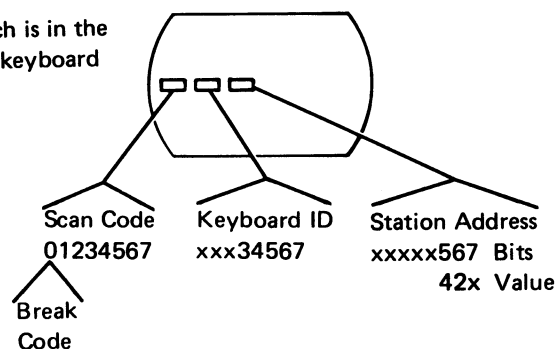 ch is in the
keyboard
Scan Code Keyboard ID Station Address
01234567 xxx34567 xxxxx567 Bits
42x Value
Break
Code